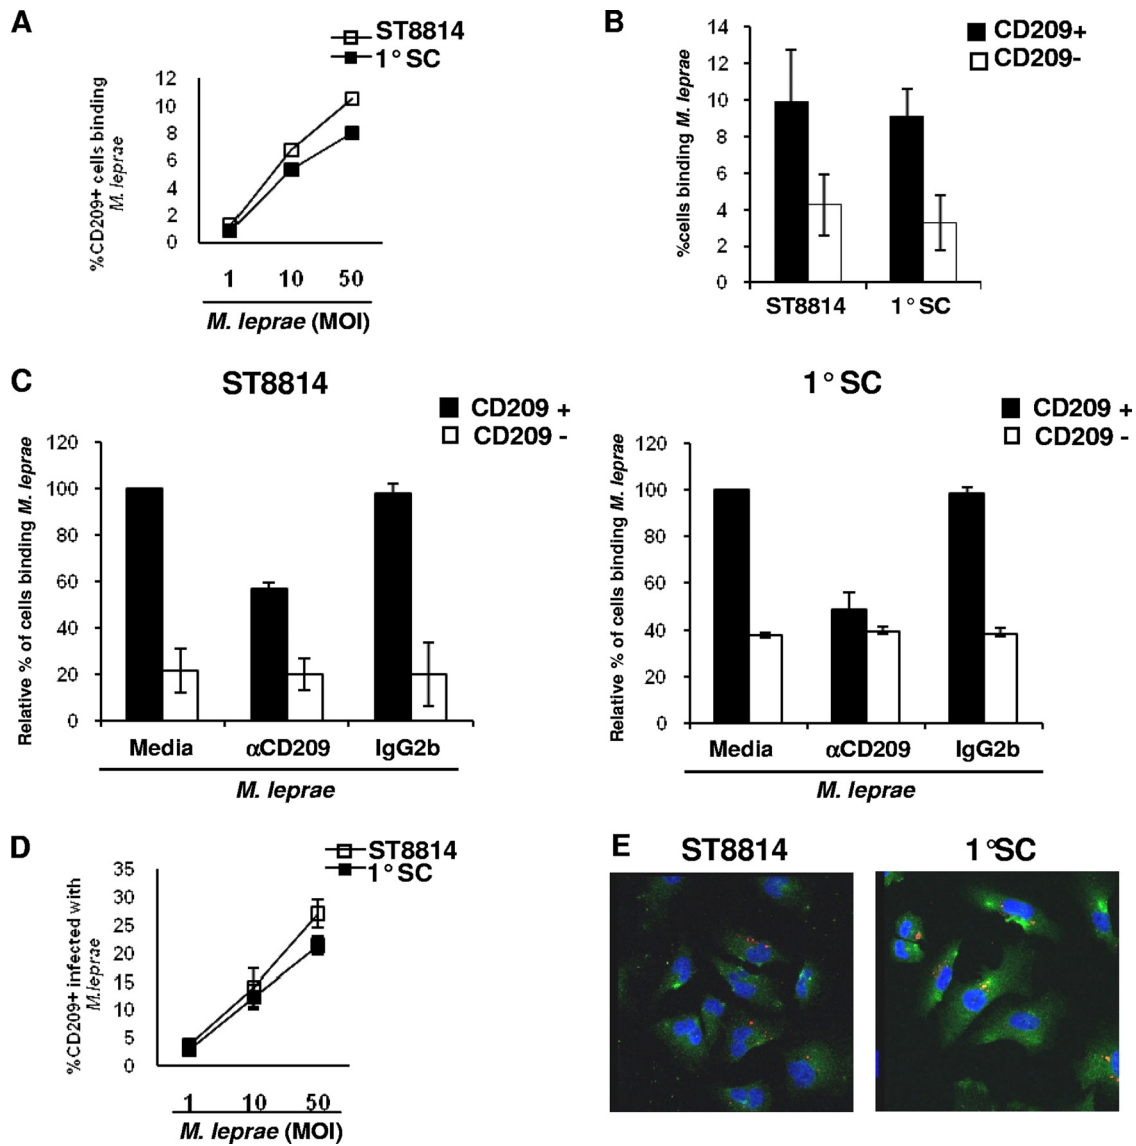 A
ST8814
1° SC
12
10
8
6
4
2
0
%CD209+ cells binding
M. leprae
1 10 50
M. leprae (MOI)
B
CD209+
CD209-
14
12
10
8
6
4
2
0
%cells binding M. leprae
ST8814 1° SC
C
ST8814
CD209 +
CD209 -
120
100
80
60
40
20
0
Relative % of cells binding M. leprae
Media αCD209 IgG2b
M. leprae
1° SC
CD209 +
CD209 -
120
100
80
60
40
20
0
Relative % of cells binding M. leprae
Media αCD209 IgG2b
M. leprae
D
ST8814
1° SC
35
30
25
20
15
10
5
0
%CD209+ infected with
M.leprae
1 10 50
M. leprae (MOI)
E
ST8814 1°SC